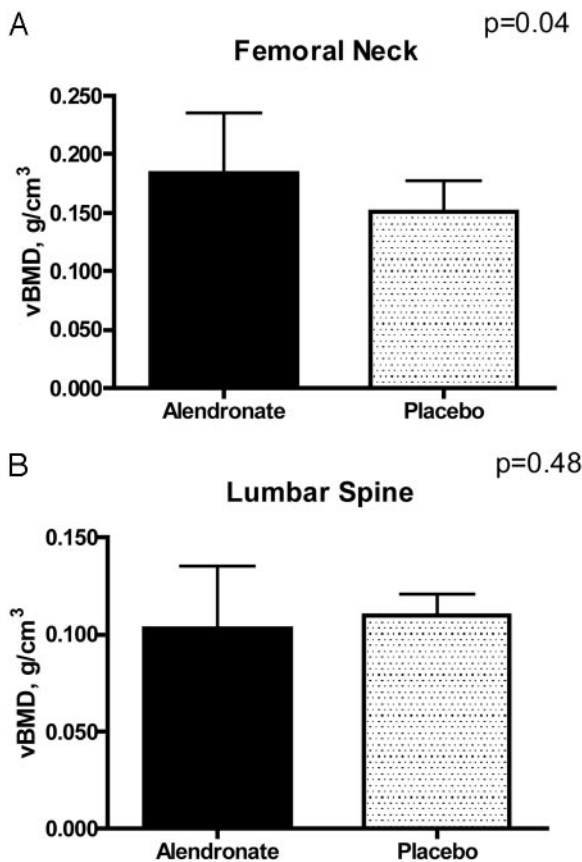 A
p=0.04
Femoral Neck
vBMD, g/cm³
0.250
0.200
0.150
0.100
0.050
0.000
Alendronate Placebo
B
p=0.48
Lumbar Spine
vBMD, g/cm³
0.150
0.100
0.050
0.000
Alendronate Placebo